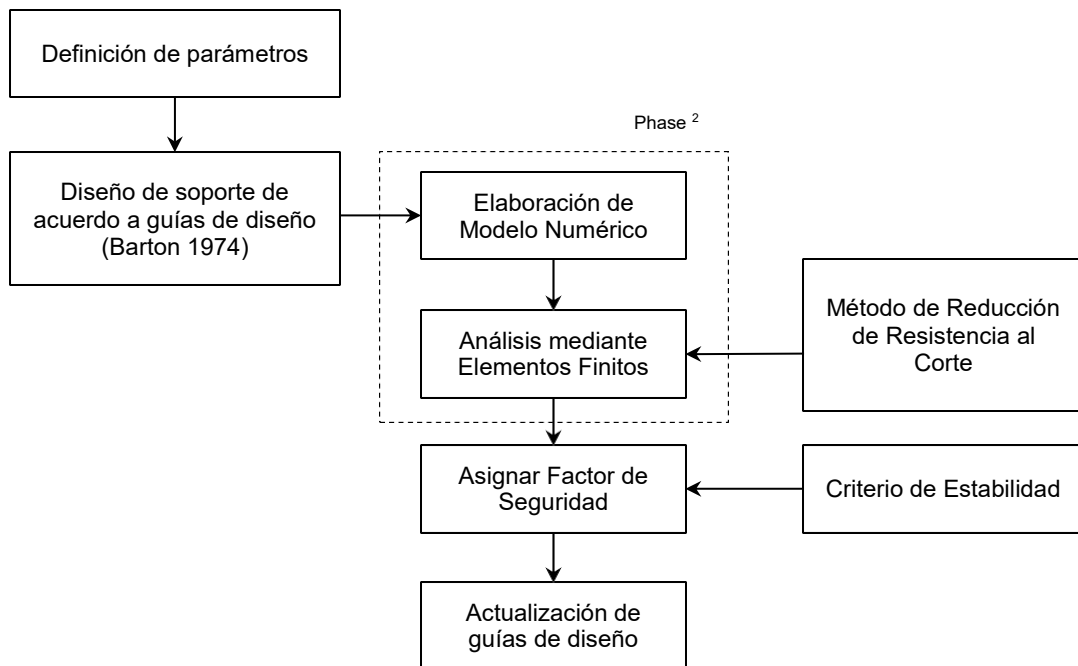 Definición de parámetros
Phase ²
Diseño de soporte de
acuerdo a guías de diseño
(Barton 1974)
Elaboración de
Modelo Numérico
Análisis mediante
Elementos Finitos
Método de Reducción
de Resistencia al
Corte
Asignar Factor de
Seguridad
Criterio de Estabilidad
Actualización de
guías de diseño